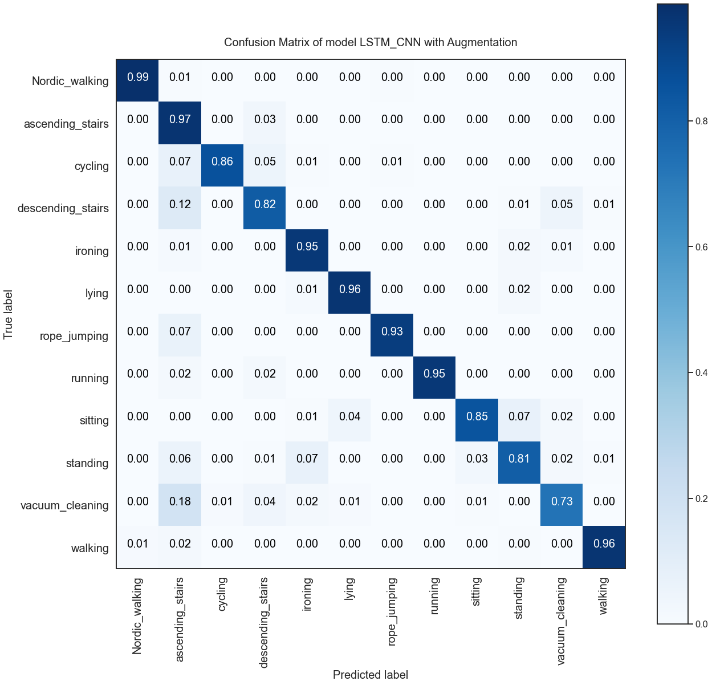 Confusion Matrix of model LSTM_CNN with Augmentation
Nordic_walking 0.99 0.01 0.00 0.00 0.00 0.00 0.00 0.00 0.00 0.00 0.00 0.00
ascending_stairs 0.00 0.97 0.00 0.03 0.00 0.00 0.00 0.00 0.00 0.00 0.00 0.00
cycling 0.00 0.07 0.86 0.05 0.01 0.00 0.01 0.00 0.00 0.00 0.00 0.00
descending_stairs 0.00 0.12 0.00 0.82 0.00 0.00 0.00 0.00 0.00 0.01 0.05 0.01
ironing 0.00 0.01 0.00 0.00 0.95 0.00 0.00 0.00 0.00 0.02 0.01 0.00
lying 0.00 0.00 0.00 0.00 0.01 0.96 0.00 0.00 0.00 0.02 0.00 0.00
rope_jumping 0.00 0.07 0.00 0.00 0.00 0.00 0.93 0.00 0.00 0.00 0.00 0.00
running 0.00 0.02 0.00 0.02 0.00 0.00 0.00 0.95 0.00 0.00 0.00 0.00
sitting 0.00 0.00 0.00 0.00 0.01 0.04 0.00 0.00 0.85 0.07 0.02 0.00
standing 0.00 0.06 0.00 0.01 0.07 0.00 0.00 0.00 0.03 0.81 0.02 0.01
vacuum_cleaning 0.00 0.18 0.01 0.04 0.02 0.01 0.00 0.00 0.01 0.00 0.73 0.00
walking 0.01 0.02 0.00 0.00 0.00 0.00 0.00 0.00 0.00 0.00 0.00 0.96
True label
Nordic_walking
ascending_stairs
cycling
descending_stairs
ironing
lying
rope_jumping
running
sitting
standing
vacuum_cleaning
walking
Predicted label
0.8
0.6
0.4
0.2
0.0